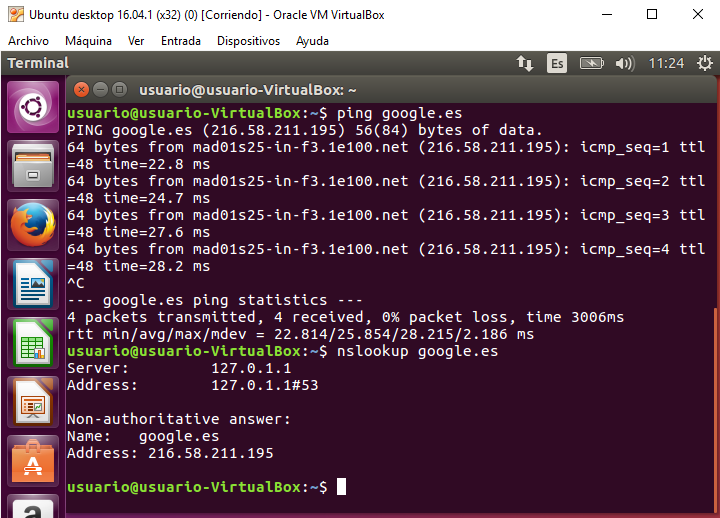 Ubuntu desktop 16.04.1 (x32) (0) [Corriendo] - Oracle VM VirtualBox
Archivo Máquina Ver Entrada Dispositivos Ayuda
Terminal Es 11:24
usuario@usuario-VirtualBox: ~
usuario@usuario-VirtualBox:~$ ping google.es
PING google.es (216.58.211.195) 56(84) bytes of data.
64 bytes from mad01s25-in-f3.1e100.net (216.58.211.195): icmp_seq=1 ttl
=48 time=22.8 ms
64 bytes from mad01s25-in-f3.1e100.net (216.58.211.195): icmp_seq=2 ttl
=48 time=24.7 ms
64 bytes from mad01s25-in-f3.1e100.net (216.58.211.195): icmp_seq=3 ttl
=48 time=27.6 ms
64 bytes from mad01s25-in-f3.1e100.net (216.58.211.195): icmp_seq=4 ttl
=48 time=28.2 ms
^C
--- google.es ping statistics ---
4 packets transmitted, 4 received, 0% packet loss, time 3006ms
rtt min/avg/max/mdev = 22.814/25.854/28.215/2.186 ms
usuario@usuario-VirtualBox:~$ nslookup google.es
Server: 127.0.1.1
Address: 127.0.1.1#53
Non-authoritative answer:
Name: google.es
Address: 216.58.211.195
usuario@usuario-VirtualBox:~$
a